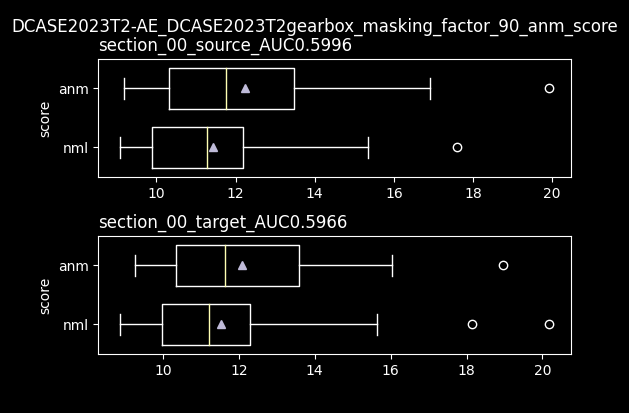 DCASE2023T2-AE_DCASE2023T2gearbox_masking_factor_90_anm_score
section_00_source_AUC0.5996
anm
nml
score
10 12 14 16 18 20
section_00_target_AUC0.5966
anm
nml
score
10 12 14 16 18 20